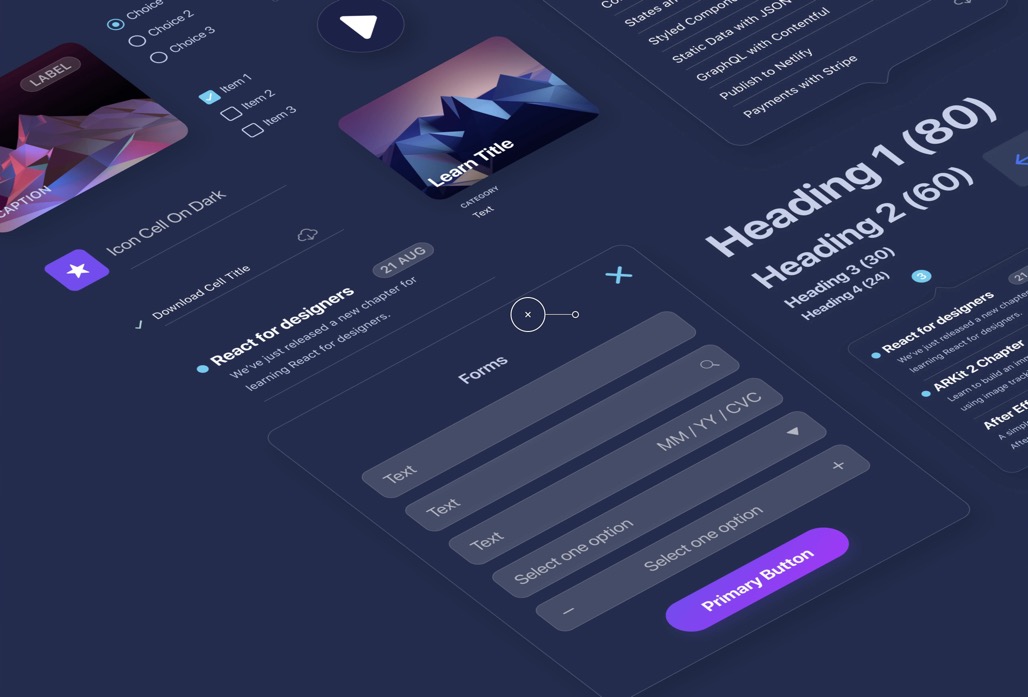 Choice
Choice 2
Choice 3
LABEL
CAPTION
Item 1
Item 2
Item 3
Learn Title
CATEGORY
Text
Icon Cell On Dark
Download Cell Title
21 AUG
React for designers
We've just released a new chapter for
learning React for designers.
Forms
Text
Text
Text
MM / YY / CVC
Select one option
Select one option
Primary Button
Styled Compon
Static Data with JSON
GraphQL with Contentful
Publish to Netlify
Payments with Stripe
Heading 1 (80)
Heading 2 (60)
Heading 3 (30)
Heading 4 (24)
3
21
React for designers
We've just released a new chapte
learning React for designers.
ARKit 2 Chapter
Learn to build an im
using image track
After Eff
A simpl
After